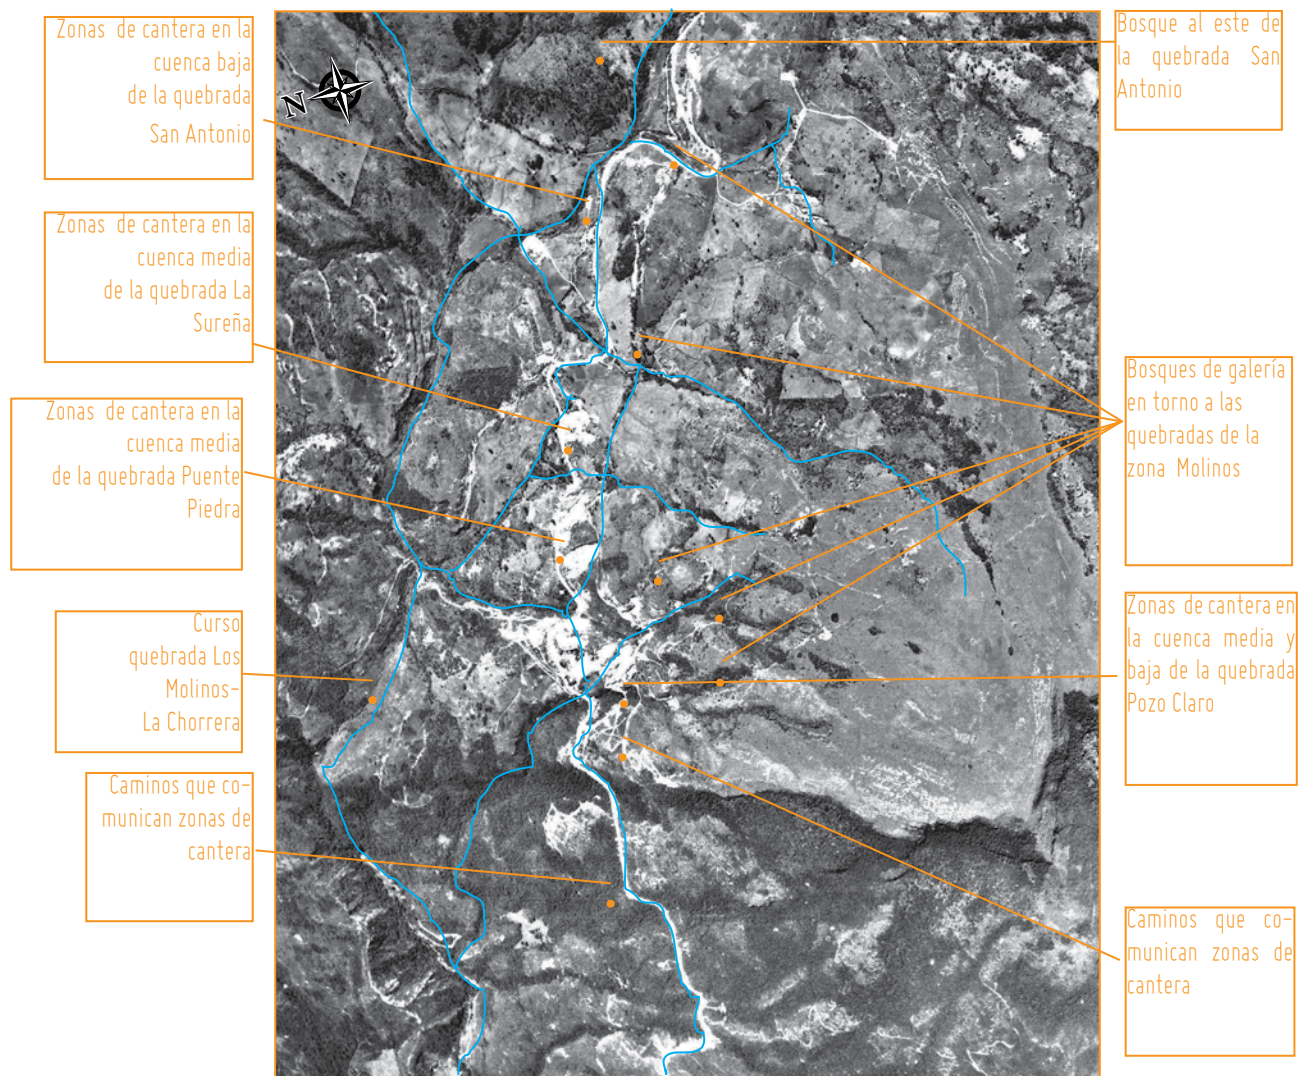 Zonas de cantera en la
cuenca baja
de la quebrada
San Antonio
Zonas de cantera en la
cuenca media
de la quebrada La
Sureña
Zonas de cantera en la
cuenca media
de la quebrada Puente
Piedra
Curso
quebrada Los
Molinos-
La Chorrera
Caminos que co-
munican zonas de
cantera
N
Bosque al este de
la quebrada San
Antonio
Bosques de galería
en torno a las
quebradas de la
zona Molinos
Zonas de cantera en
la cuenca media y
baja de la quebrada
Pozo Claro
Caminos que co-
munican zonas de
cantera